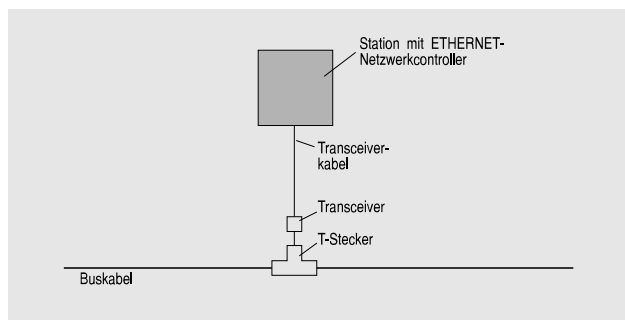 Station mit ETHERNET-
Netzwerkcontroller
Transceiver-
kabel
Transceiver
T-Stecker
Buskabel